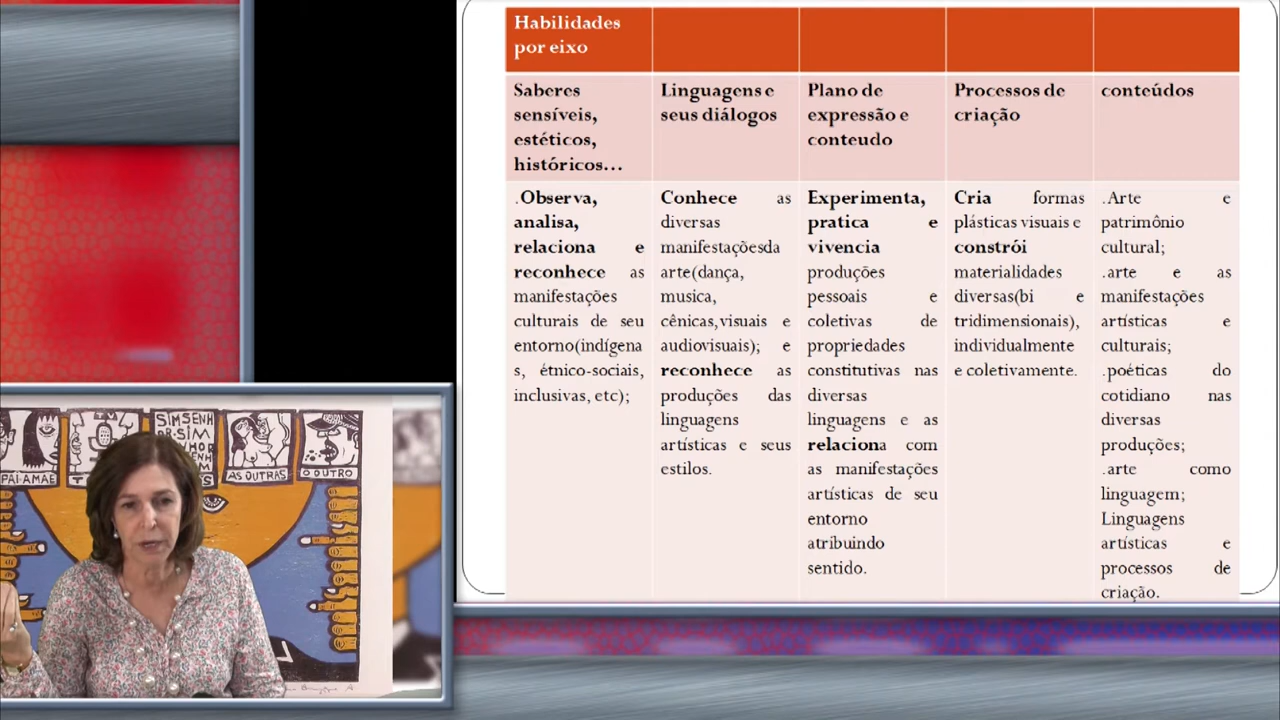 Habilidades
por eixo
Saberes
sensíveis,
estéticos,
históricos...
Linguagens e
seus diálogos
Plano de
expressão e
conteudo
Processos de
criação
conteúdos
.Observa,
analisa,
relaciona e
reconhece as
manifestações
culturais de seu
entorno(indígena
s, étnico-sociais,
inclusivas, etc);
Conhece as
diversas
manifestaçõesda
arte(dança,
musica,
cênicas,visuais e
audiovisuais); e
reconhece as
produções das
linguagens
artísticas e seus
estilos.
Experimenta,
pratica e
vivencia
produções
pessoais e
coletivas de
propriedades
constitutivas nas
diversas
linguagens e as
relaciona com
as manifestações
artísticas de seu
entorno
atribuindo
sentido.
Cria formas
plásticas visuais e
constrói
materialidades
diversas(bi e
tridimensionais),
individualmente
e coletivamente.
.Arte e
patrimônio
cultural;
.arte e as
manifestações
artísticas e
culturais;
.poéticas do
cotidiano nas
diversas
produções;
.arte como
linguagem;
Linguagens
artísticas e
processos de
criação.
SIM SENH
OR-SIM
PAI-AMAE
AS OUTRAS
O OUTRO